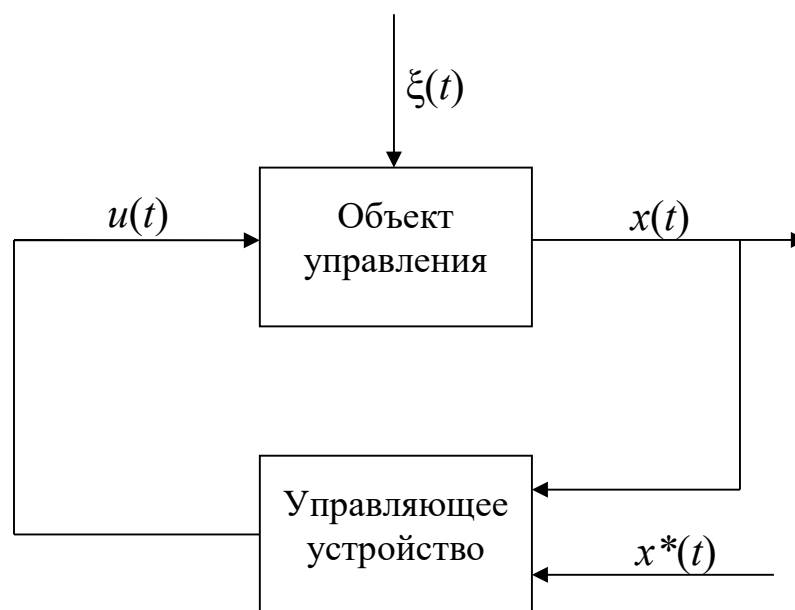 ξ(t)
u(t)
Объект
управления
x(t)
Управляющее
устройство
x*(t)